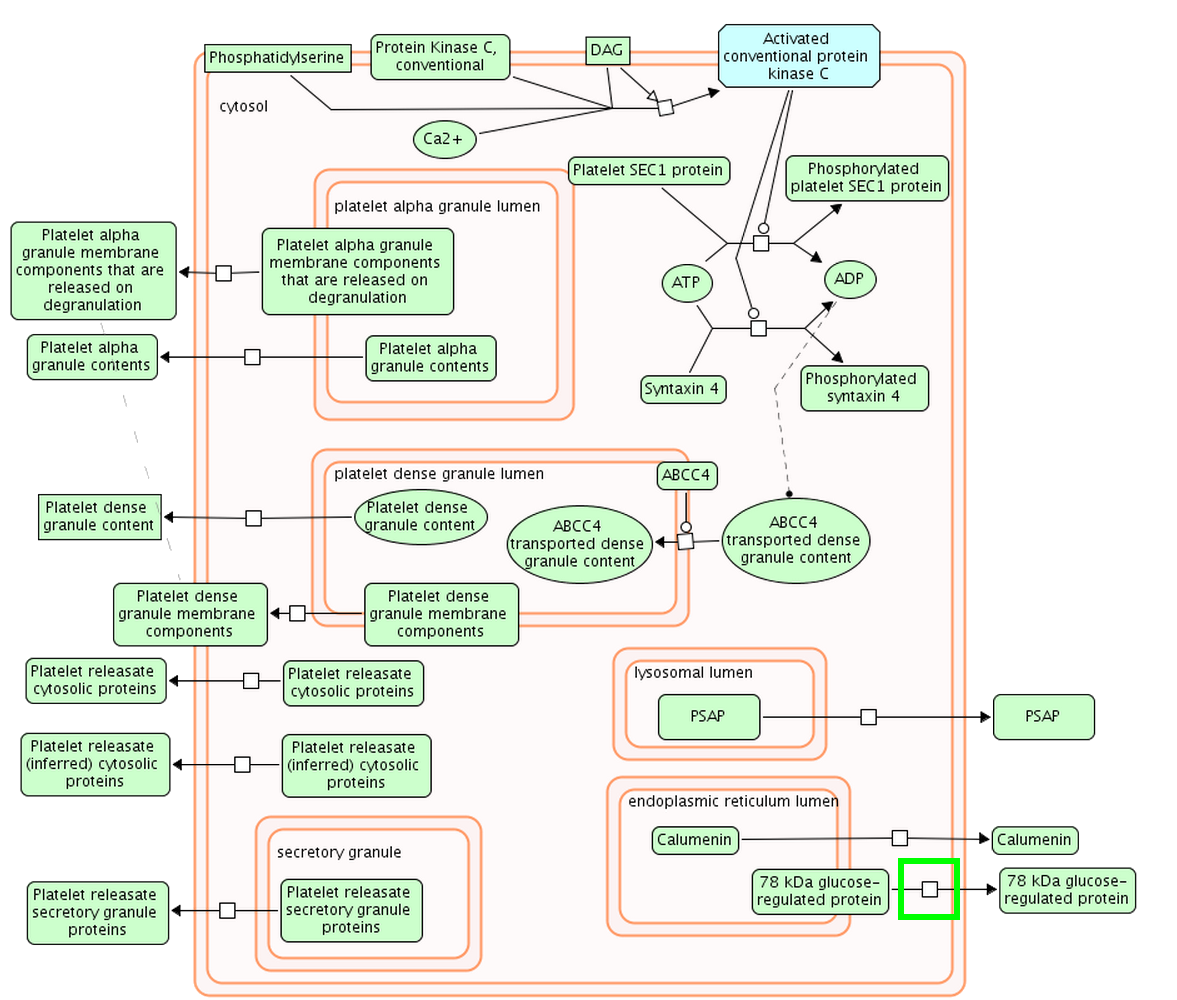 Phosphatidylserine
Protein Kinase C,
conventional
DAG
Activated
conventional protein
kinase C
cytosol
Ca2+
Platelet SEC1 protein
Phosphorylated
platelet SEC1 protein
platelet alpha granule lumen
Platelet alpha
granule membrane
components that are
released on
degranulation
Platelet alpha granule
membrane components
that are released on
degranulation
ATP
ADP
Platelet alpha
granule contents
Platelet alpha
granule contents
Syntaxin 4
Phosphorylated
syntaxin 4
platelet dense granule lumen
ABCC4
Platelet dense
granule content
Platelet dense
granule content
ABCC4
transported dense
granule content
ABCC4
transported dense
granule content
Platelet dense
granule membrane
components
Platelet dense
granule membrane
components
Platelet releasate
cytosolic proteins
Platelet releasate
cytosolic proteins
lysosomal lumen
PSAP
PSAP
Platelet releasate
(inferred) cytosolic
proteins
Platelet releasate
(inferred) cytosolic
proteins
endoplasmic reticulum lumen
Calumenin
Calumenin
secretory granule
78 kDa glucose-
regulated protein
78 kDa glucose-
regulated protein
Platelet releasate
secretory granule
proteins
Platelet releasate
secretory granule
proteins